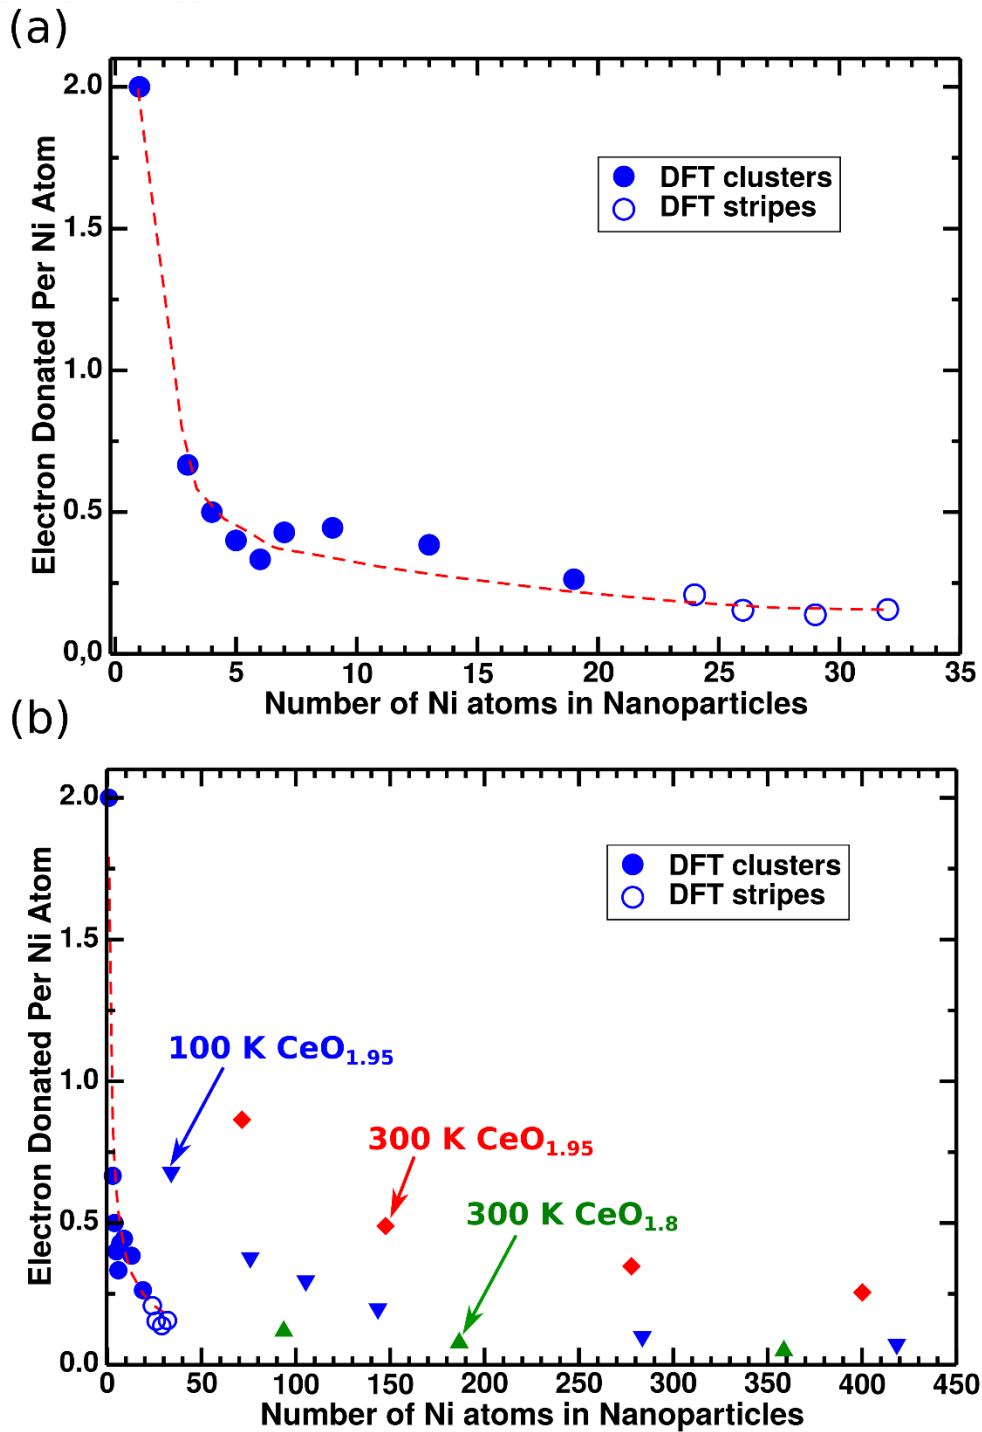 (a)
2.0
1.5
1.0
0.5
0,0
Electron Donated Per Ni Atom
DFT clusters
DFT stripes
0 5 10 15 20 25 30 35
Number of Ni atoms in Nanoparticles
(b)
2.0
1.5
1.0
0.5
0.0
Electron Donated Per Ni Atom
DFT clusters
DFT stripes
100 K CeO1.95
300 K CeO1.95
300 K CeO1.8
0 50 100 150 200 250 300 350 400 450
Number of Ni atoms in Nanoparticles